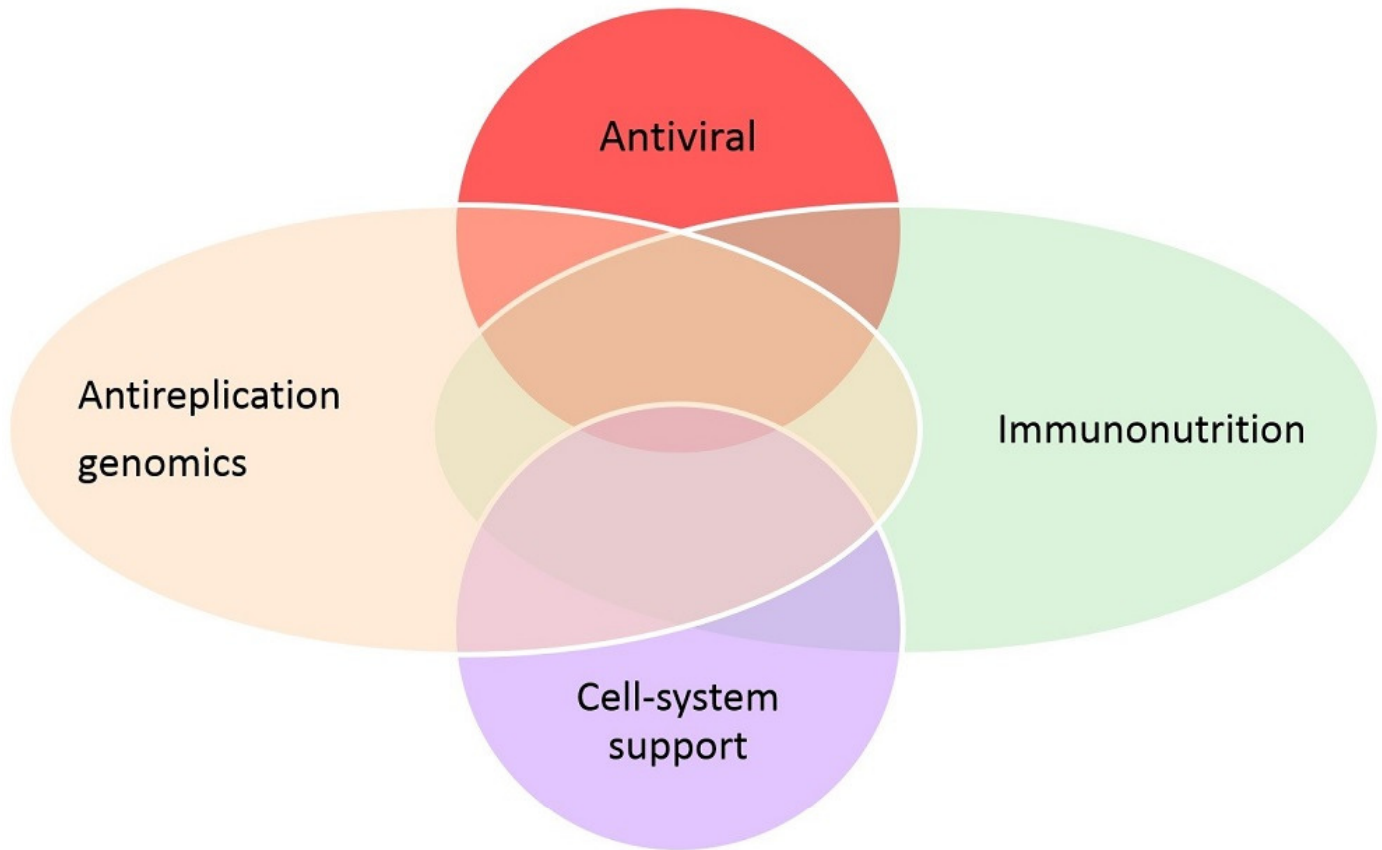 Antiviral
Antireplication
genomics
Immunonutrition
Cell-system
support